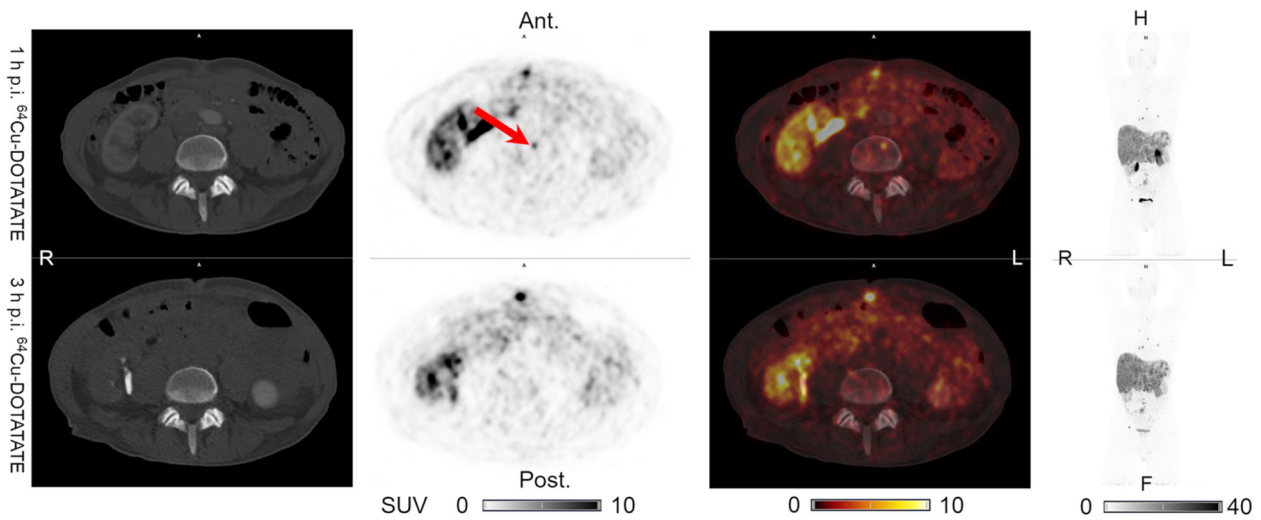 Ant.
H
1 h p.i. ⁶⁴Cu-DOTATATE
A
A
A
H
R
L
R
L
3 h p.i. ⁶⁴Cu-DOTATATE
A
A
A
H
Post.
F
SUV 0 10
0 10
0 40